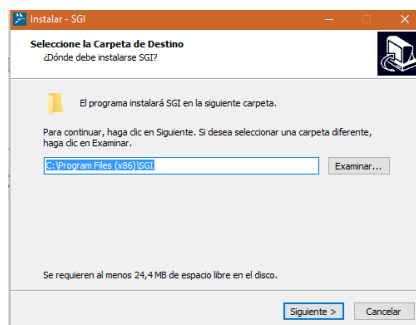 Instalar - SGI
Seleccione la Carpeta de Destino
¿Dónde debe instalarse SGI?
El programa instalará SGI en la siguiente carpeta.
Para continuar, haga clic en Siguiente. Si desea seleccionar una carpeta diferente,
haga clic en Examinar.
C:\Program Files (x86)\SGI
Examinar...
Se requieren al menos 24,4 MB de espacio libre en el disco.
Siguiente >
Cancelar